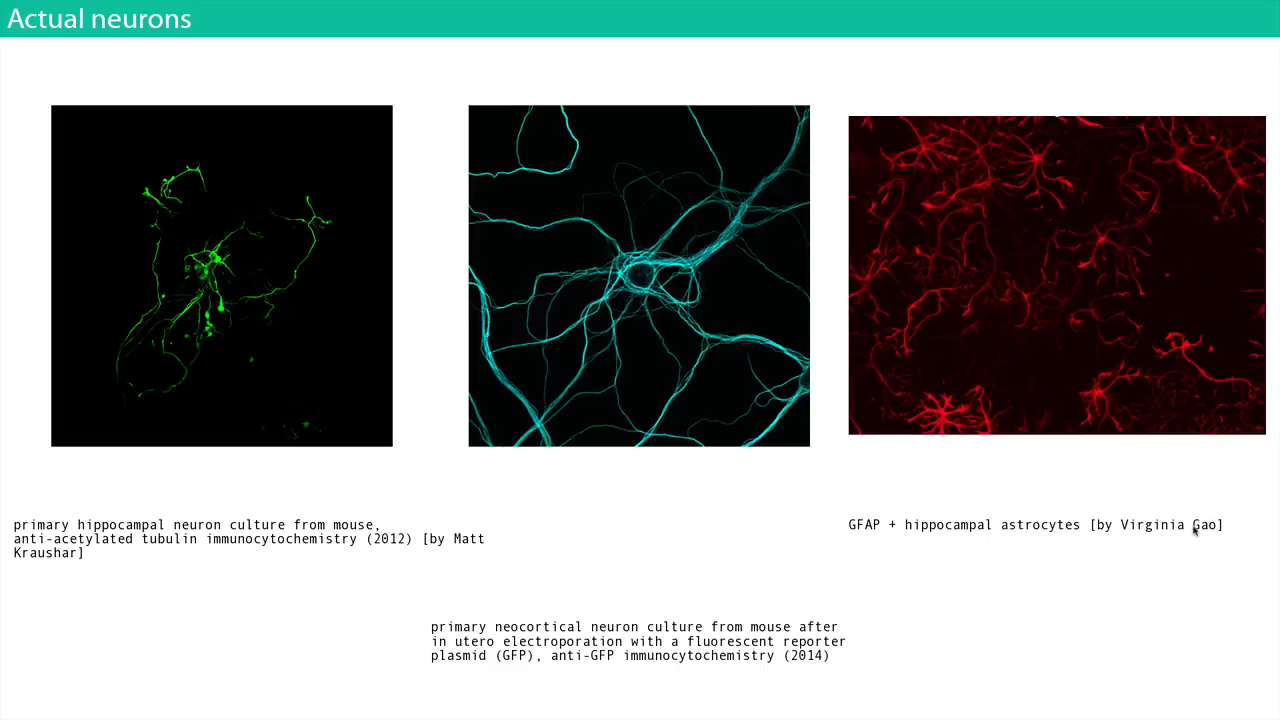 Actual neurons
primary hippocampal neuron culture from mouse,
anti-acetylated tubulin immunocytochemistry (2012) [by Matt
Kraushar]
GFAP + hippocampal astrocytes [by Virginia Gao]
primary neocortical neuron culture from mouse after
in utero electroporation with a fluorescent reporter
plasmid (GFP), anti-GFP immunocytochemistry (2014)